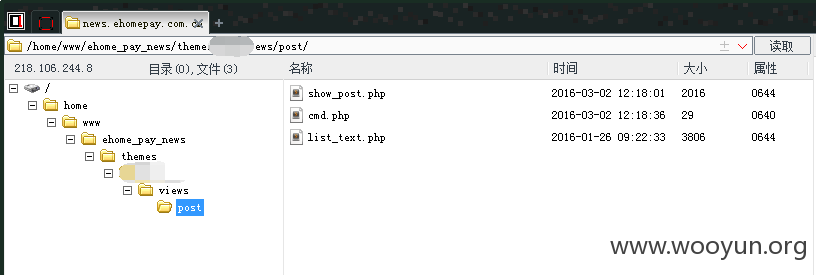 news.ehomepay.com.c
/home/www/ehome_pay_news/theme ews/post/
读取
218.106.244.8 目录(0),文件(3)
名称 时间 大小 属性
/
home
www
ehome_pay_news
themes
views
post
show_post.php 2016-03-02 12:18:01 2016 0644
cmd.php 2016-03-02 12:18:36 29 0640
list_text.php 2016-01-26 09:22:33 3806 0644
www.wooyun.org